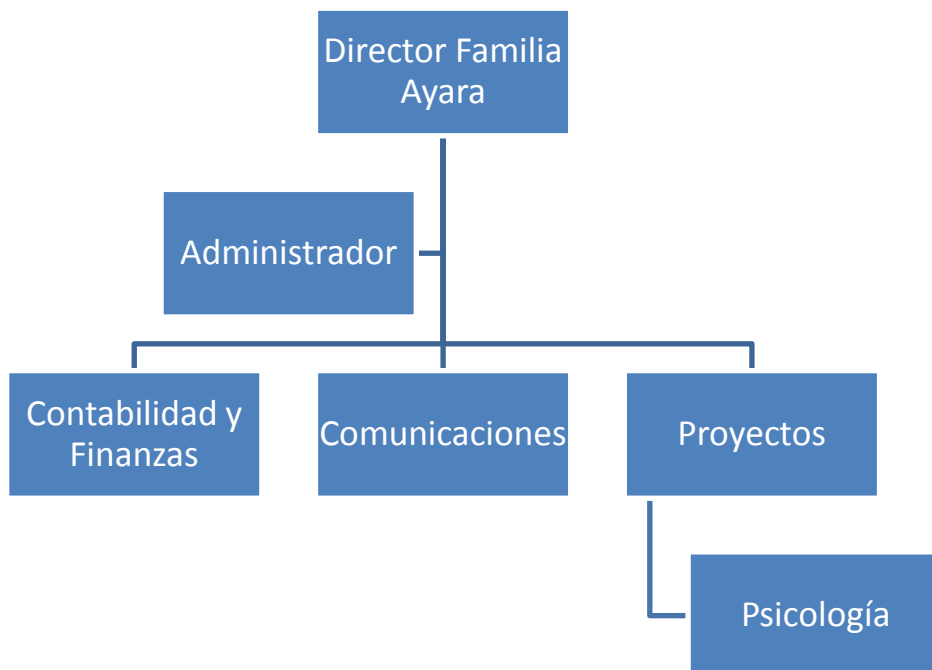 Director Familia
Ayara
Administrador
Contabilidad y
Finanzas
Comunicaciones
Proyectos
Psicología